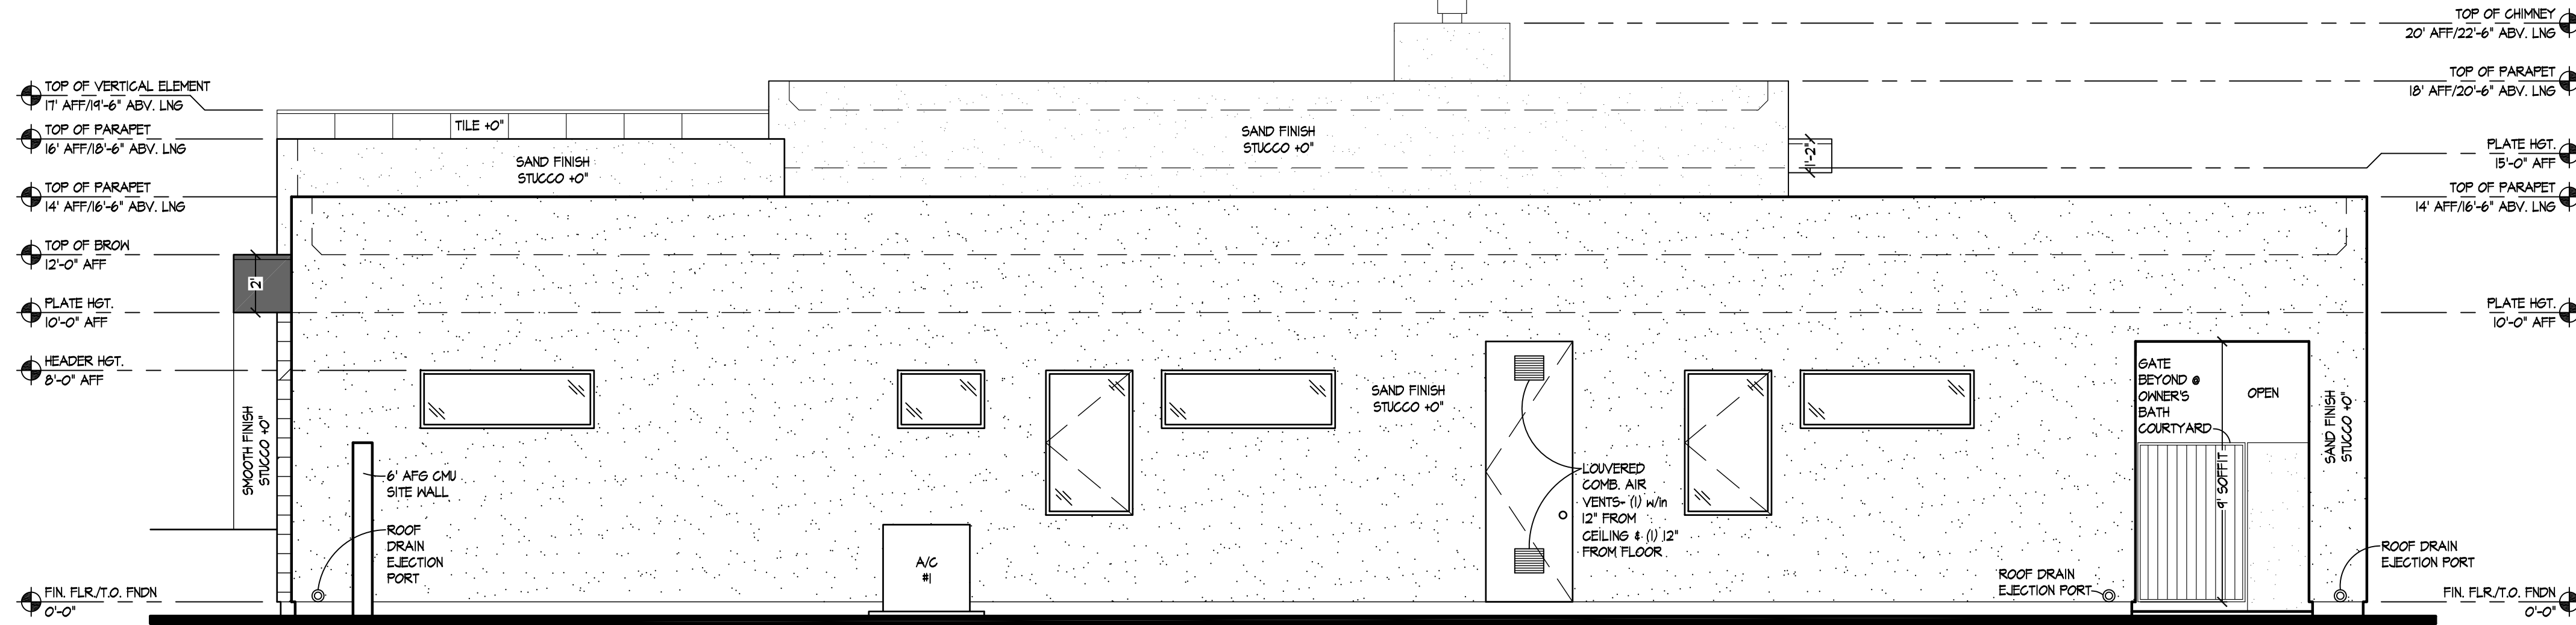 TOP OF VERTICAL ELEMENT
17' AFF/19'-6" ABV. LNG
TOP OF PARAPET
16' AFF/18'-6" ABV. LNG
TOP OF PARAPET
14' AFF/16'-6" ABV. LNG
TOP OF BROW
12'-0" AFF
PLATE HGT.
10'-0" AFF
HEADER HGT.
8'-0" AFF
FIN. FLR./T.O. FNDN
0'-0"
2'
SMOOTH FINISH
STUCCO +0"
TILE +0"
SAND FINISH
STUCCO +0"
SAND FINISH
STUCCO +0"
1'-2"
6' AFG CMU
SITE WALL
ROOF
DRAIN
EJECTION
PORT
A/C
#1
SAND FINISH
STUCCO +0"
LOUVERED
COMB. AIR
VENTS- (1) w/in
12" FROM
CEILING & (1) 12"
FROM FLOOR
ROOF DRAIN
EJECTION PORT
GATE
BEYOND @
OWNER'S
BATH
COURTYARD
OPEN
9' SOFFIT
SAND FINISH
STUCCO +0"
ROOF DRAIN
EJECTION PORT
TOP OF CHIMNEY
20' AFF/22'-6" ABV. LNG
TOP OF PARAPET
18' AFF/20'-6" ABV. LNG
PLATE HGT.
15'-0" AFF
TOP OF PARAPET
14' AFF/16'-6" ABV. LNG
PLATE HGT.
10'-0" AFF
FIN. FLR./T.O. FNDN
0'-0"